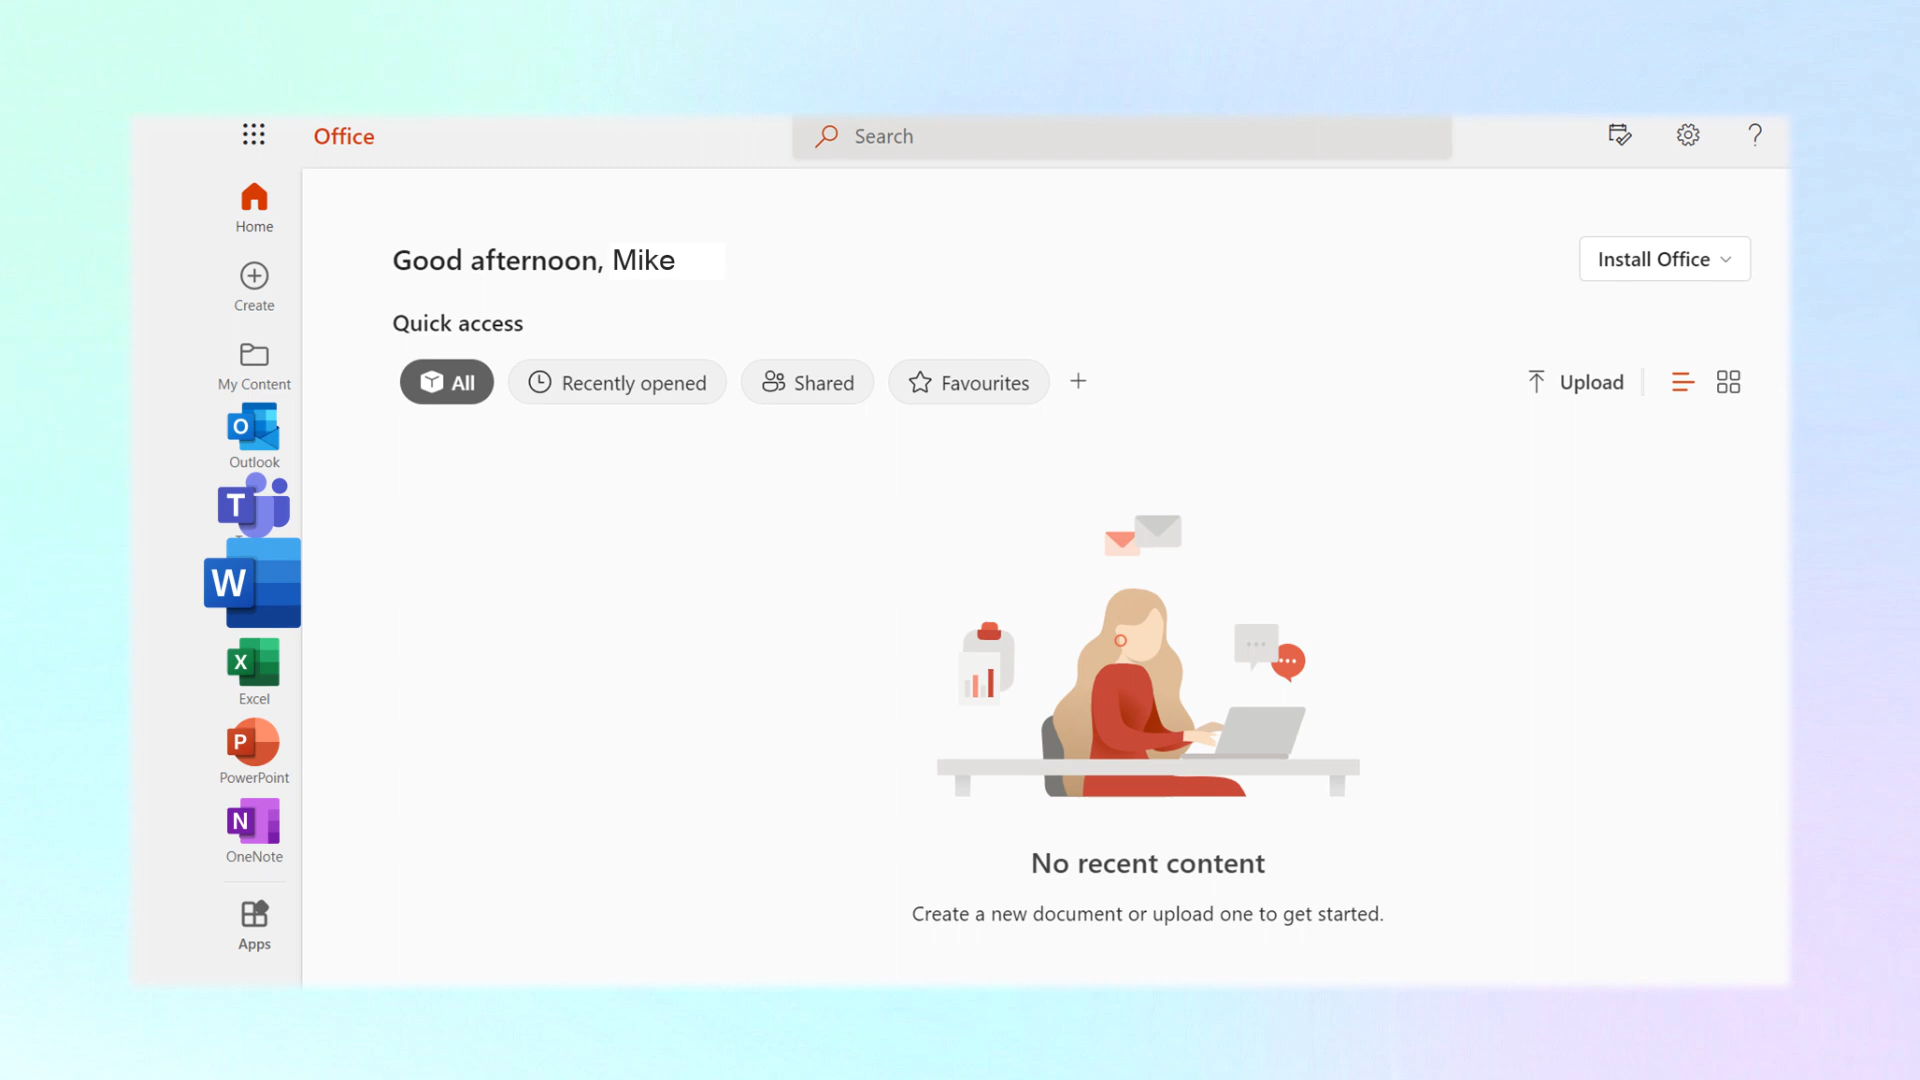 Office
Search
Home
Create
My Content
O
Outlook
T
W
X
Excel
P
PowerPoint
N
OneNote
Apps
Good afternoon, Mike
Install Office
Quick access
All
Recently opened
Shared
Favourites
Upload
No recent content
Create a new document or upload one to get started.